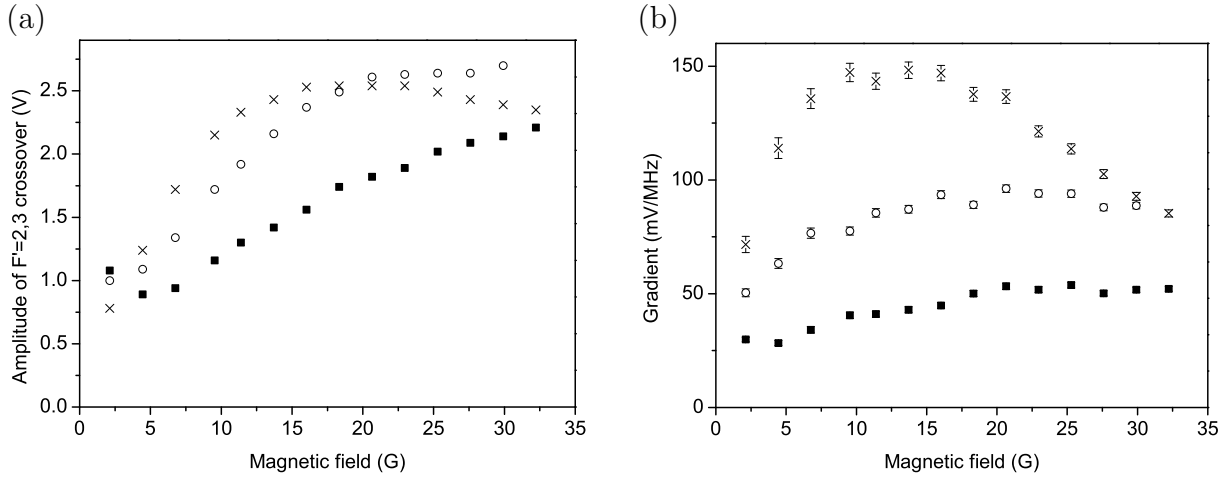 (a)
Amplitude of F'=2,3 crossover (V)
2.5
2.0
1.5
1.0
0.5
0.0
0 5 10 15 20 25 30 35
Magnetic field (G)
(b)
Gradient (mV/MHz)
150
100
50
0
0 5 10 15 20 25 30 35
Magnetic field (G)